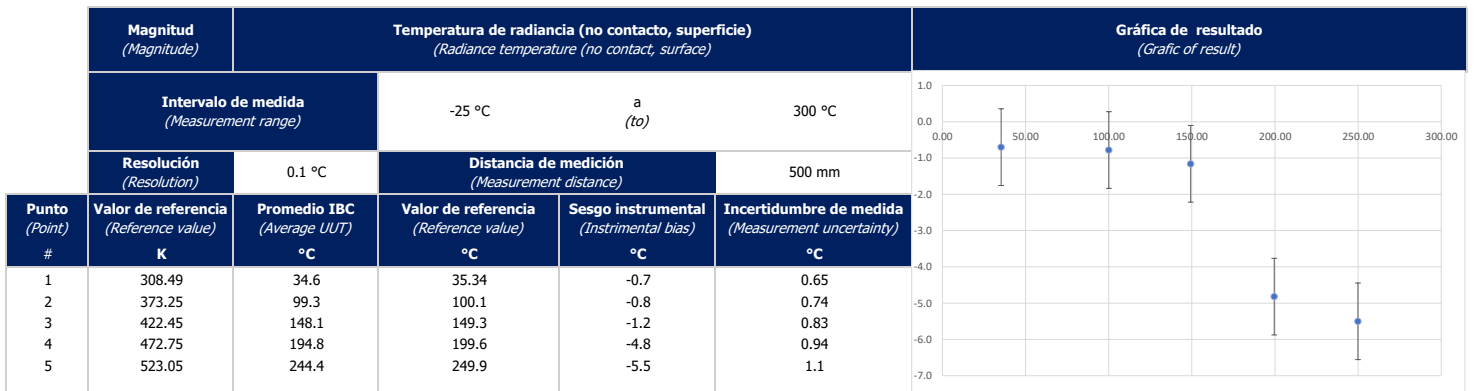 Magnitud
(Magnitude)
Temperatura de radiancia (no contacto, superficie)
(Radiance temperature (no contact, surface)
Gráfica de  resultado
(Grafic of result)
Intervalo de medida
(Measurement range)
-25 °C
a
(to)
300 °C
Resolución
(Resolution)
0.1 °C
Distancia de medición
(Measurement distance)
500 mm
Punto
(Point)
Valor de referencia
(Reference value)
Promedio IBC
(Average UUT)
Valor de referencia
(Reference value)
Sesgo instrumental
(Instrimental bias)
Incertidumbre de medida
(Measurement uncertainty)
# K °C °C °C °C
1 308.49 34.6 35.34 -0.7 0.65
2 373.25 99.3 100.1 -0.8 0.74
3 422.45 148.1 149.3 -1.2 0.83
4 472.75 194.8 199.6 -4.8 0.94
5 523.05 244.4 249.9 -5.5 1.1
1.0
0.0
0.00 50.00 100.00 150.00 200.00 250.00 300.00
-1.0
-2.0
-3.0
-4.0
-5.0
-6.0
-7.0